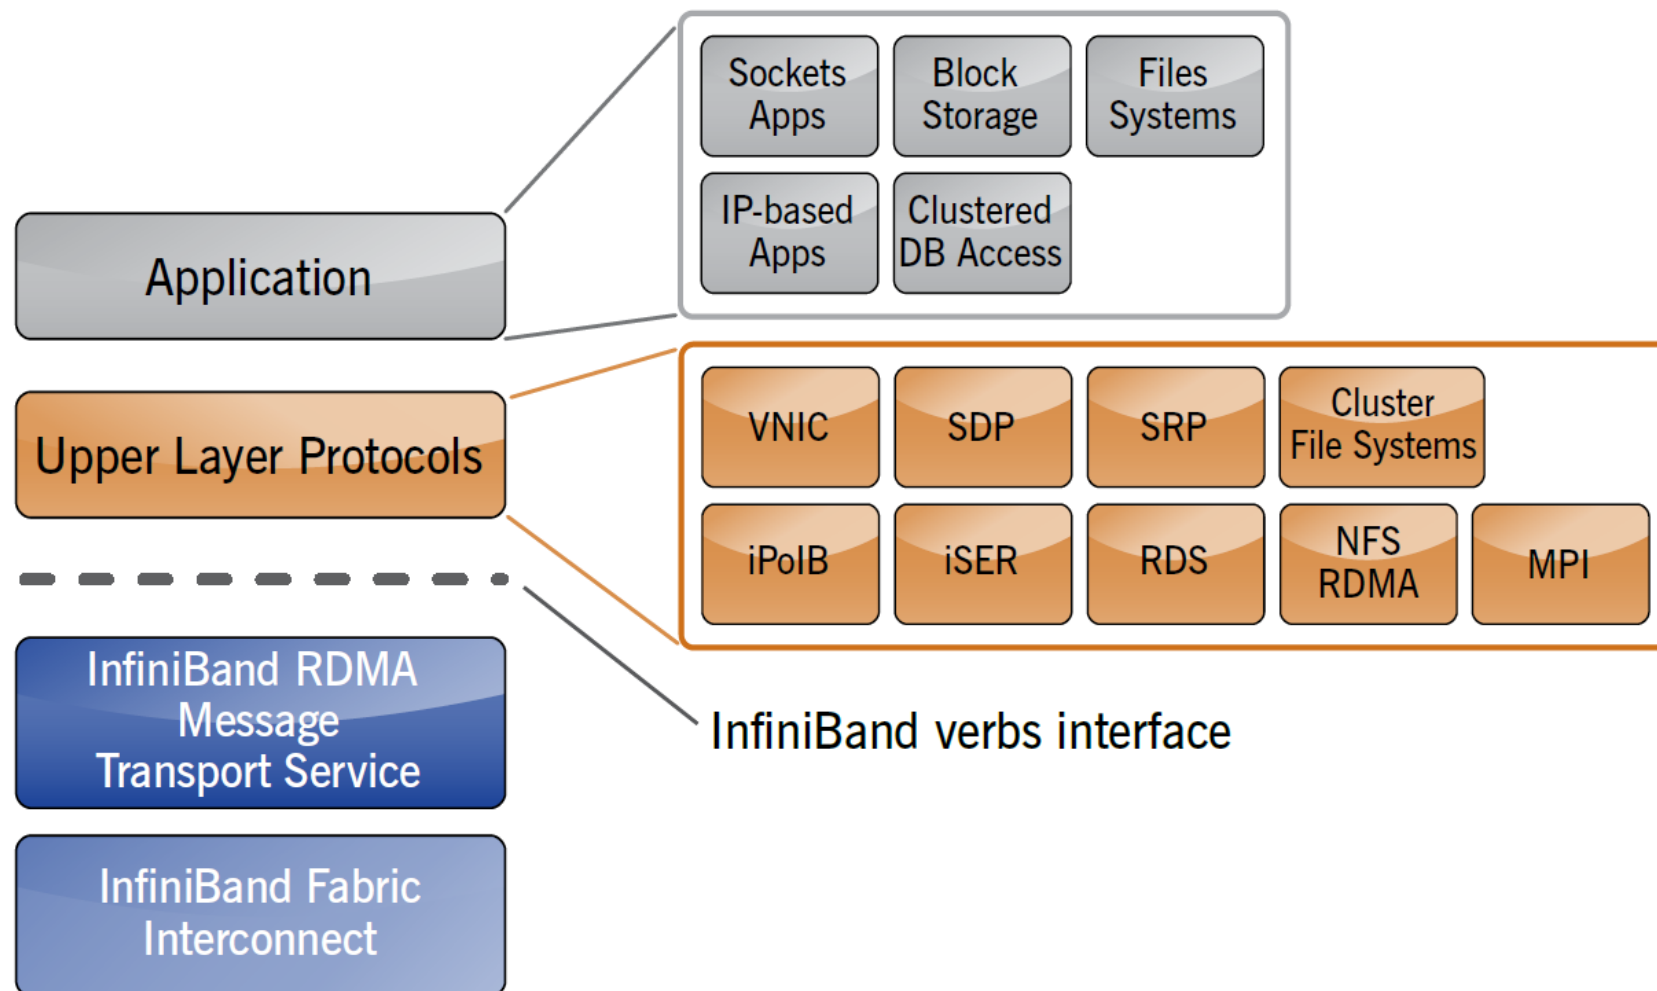 Sockets
Apps
Block
Storage
Files
Systems
IP-based
Apps
Clustered
DB Access
Application
VNIC
SDP
SRP
Cluster
File Systems
Upper Layer Protocols
iPoIB
iSER
RDS
NFS
RDMA
MPI
InfiniBand RDMA
Message
Transport Service
InfiniBand verbs interface
InfiniBand Fabric
Interconnect